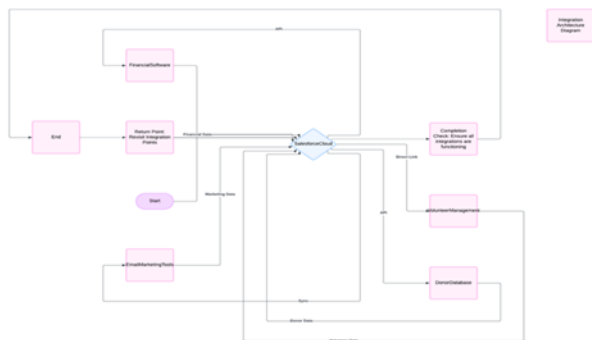 Integration
Architecture
Diagram
API
FinancialSoftware
End
Return Point:
Revisit Integration
Points
Financial Data
SalesforceCloud
Completion
Check: Ensure all
integrations are
functioning
Direct Link
Start
Marketing Data
VolunteerManagement
API
EmailMarketingTools
DonorDatabase
Sync
Donor Data